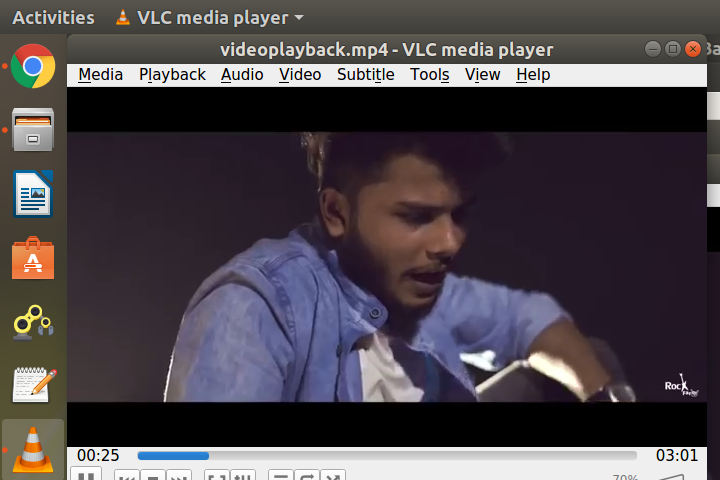 Activities VLC media player
videoplayback.mp4 - VLC media player
Media Playback Audio Video Subtitle Tools View Help
Rock
00:25 03:01
70%